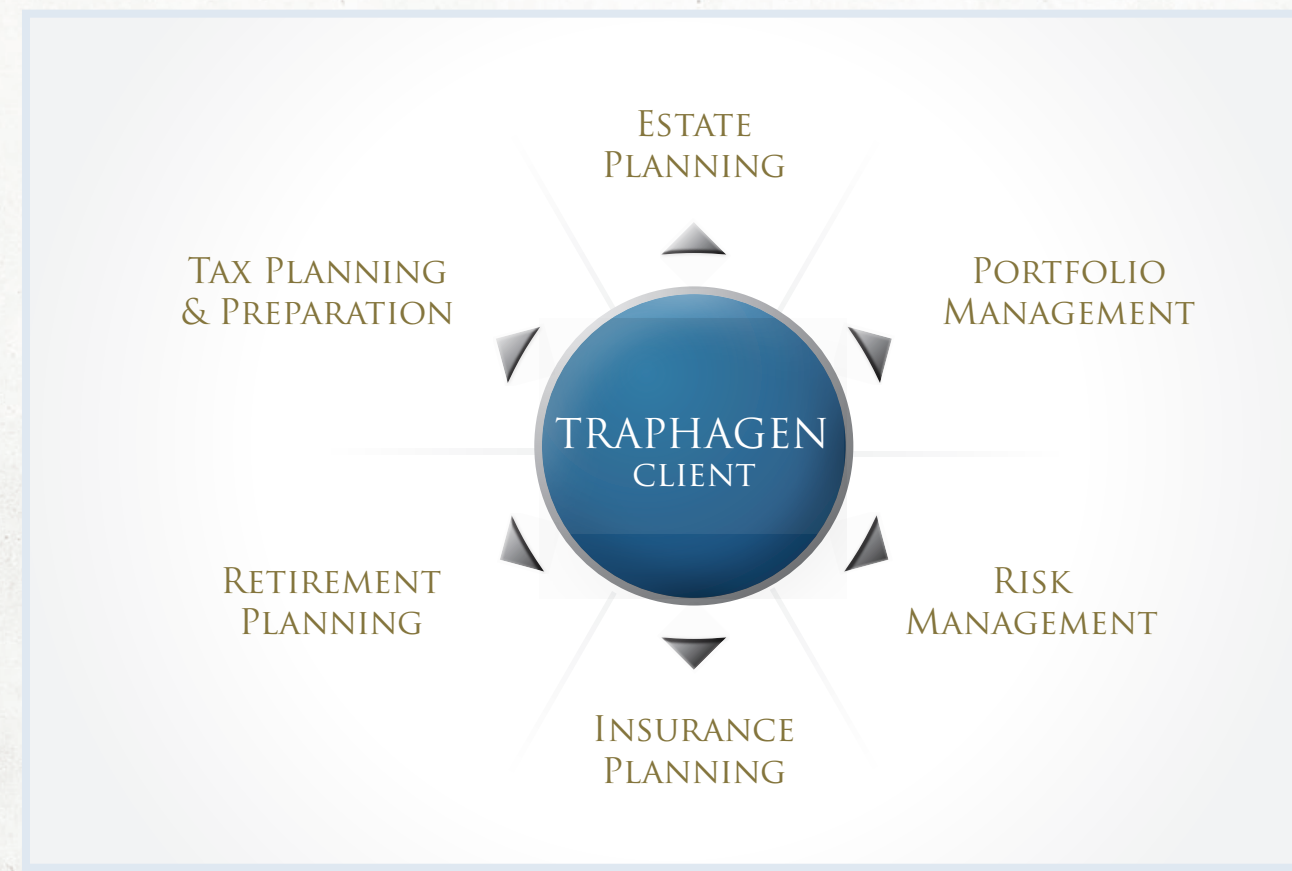 Estate
Planning
Tax Planning
& Preparation
Portfolio
Management
TRAPHAGEN
CLIENT
Retirement
Planning
Risk
Management
Insurance
Planning